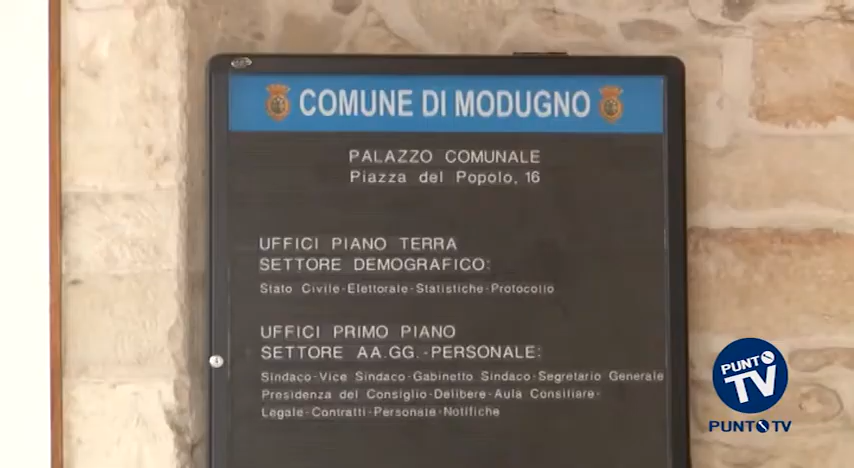 COMUNE DI MODUGNO
PALAZZO COMUNALE
Piazza del Popolo, 16
UFFICI PIANO TERRA
SETTORE DEMOGRAFICO:
Stato Civile-Elettorale-Statistiche-Protocollo
UFFICI PRIMO PIANO
SETTORE AA.GG.-PERSONALE:
Sindaco-Vice Sindaco-Gabinetto Sindaco-Segretario Generale
Presidenza del Consiglio-Delibere-Aula Consiliare-
Legale-Contratti-Personale-Notifiche
PUNTO
TV
PUNTO TV